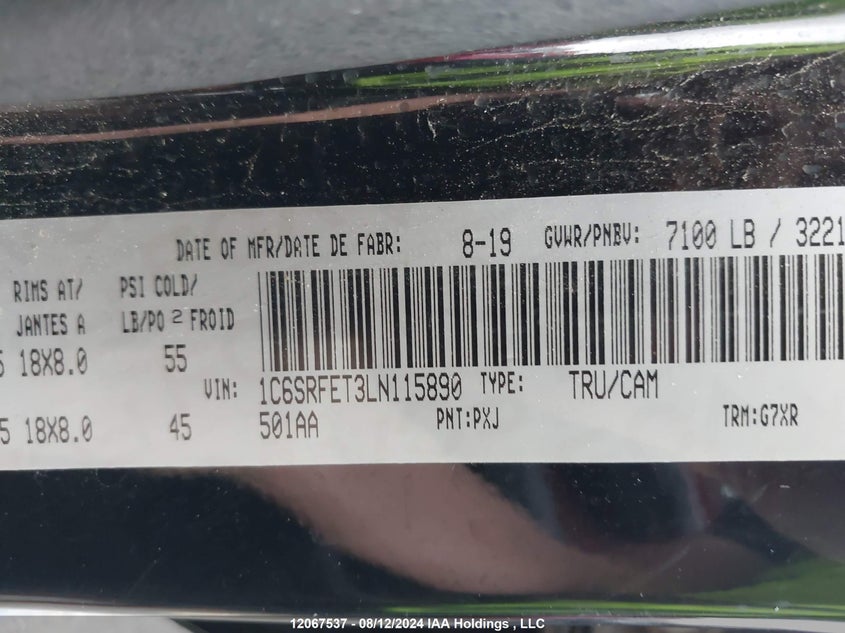 DATE OF MFR/DATE DE FABR: 8-19 GVWR/PNBV: 7100 LB / 3221
RIMS AT/ PSI COLD/
JANTES A LB/PO 2 FROID
5 18X8.0 55
VIN: 1C6SRFET3LN115890 TYPE: TRU/CAM
5 18X8.0 45 501AA PNT:PXJ TRM:G7XR
12067537 - 08/12/2024 IAA Holdings , LLC